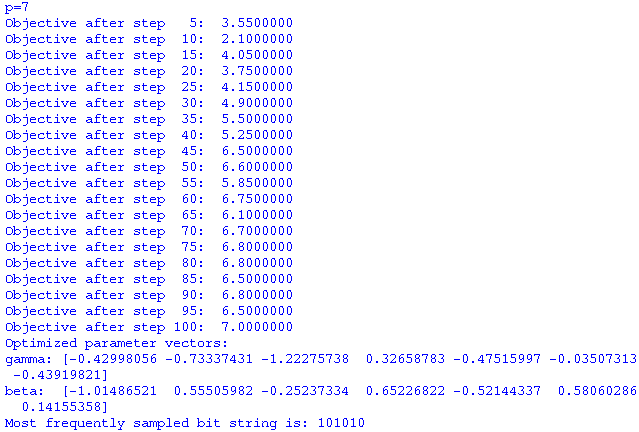 p=7
Objective after step   5:  3.5500000
Objective after step  10:  2.1000000
Objective after step  15:  4.0500000
Objective after step  20:  3.7500000
Objective after step  25:  4.1500000
Objective after step  30:  4.9000000
Objective after step  35:  5.5000000
Objective after step  40:  5.2500000
Objective after step  45:  6.5000000
Objective after step  50:  6.6000000
Objective after step  55:  5.8500000
Objective after step  60:  6.7500000
Objective after step  65:  6.1000000
Objective after step  70:  6.7000000
Objective after step  75:  6.8000000
Objective after step  80:  6.8000000
Objective after step  85:  6.5000000
Objective after step  90:  6.8000000
Objective after step  95:  6.5000000
Objective after step 100:  7.0000000
Optimized parameter vectors:
gamma: [-0.42998056 -0.73337431 -1.22275738  0.32658783 -0.47515997 -0.03507313
 -0.43919821]
beta:  [-1.01486521  0.55505982 -0.25237334  0.65226822 -0.52144337  0.58060286
  0.14155358]
Most frequently sampled bit string is: 101010